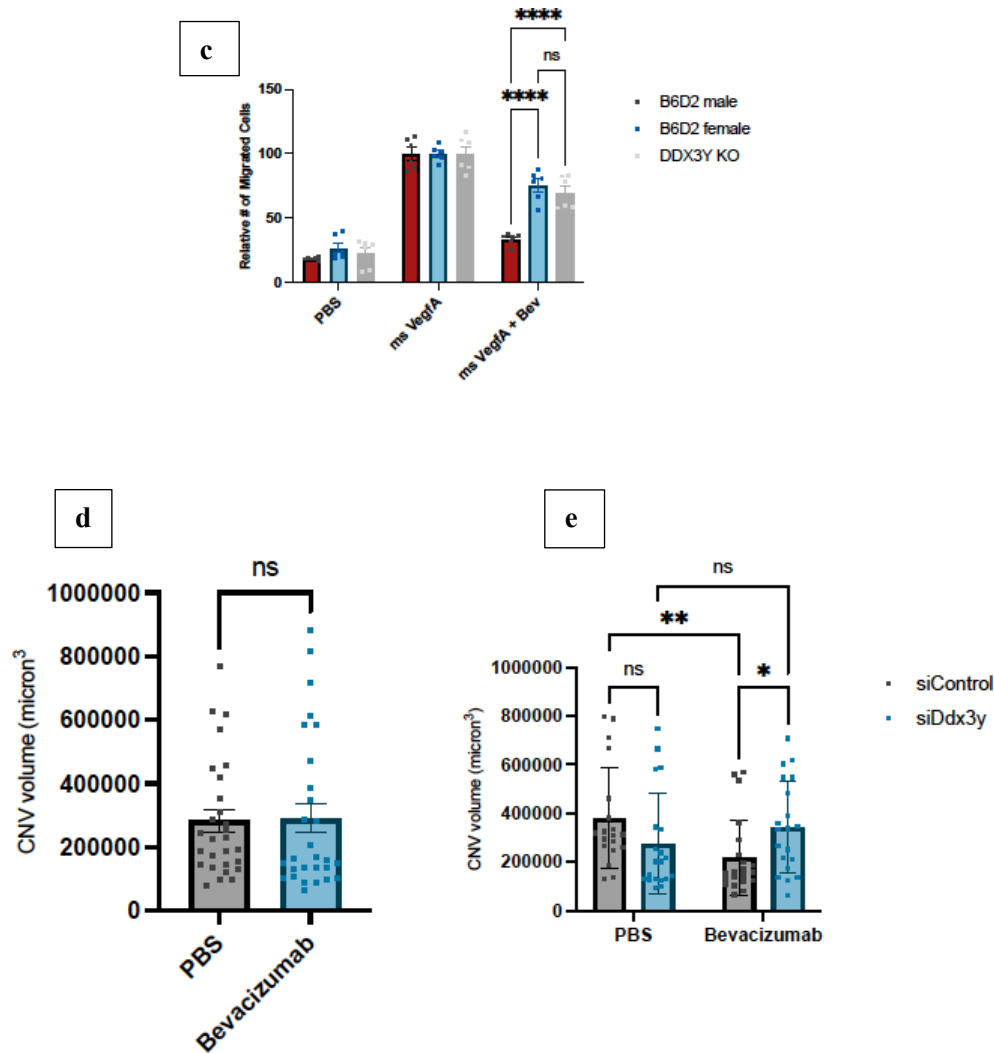 c
****
ns
****
150
100
50
0
Relative # of Migrated Cells
PBS
ms VegfA
ms VegfA + Bev
B6D2 male
B6D2 female
DDX3Y KO
d
ns
1000000
800000
600000
400000
200000
0
CNV volume (micron³)
PBS
Bevacizumab
e
ns
**
ns
*
1000000
800000
600000
400000
200000
0
CNV volume (micron³)
PBS
Bevacizumab
siControl
siDdx3y